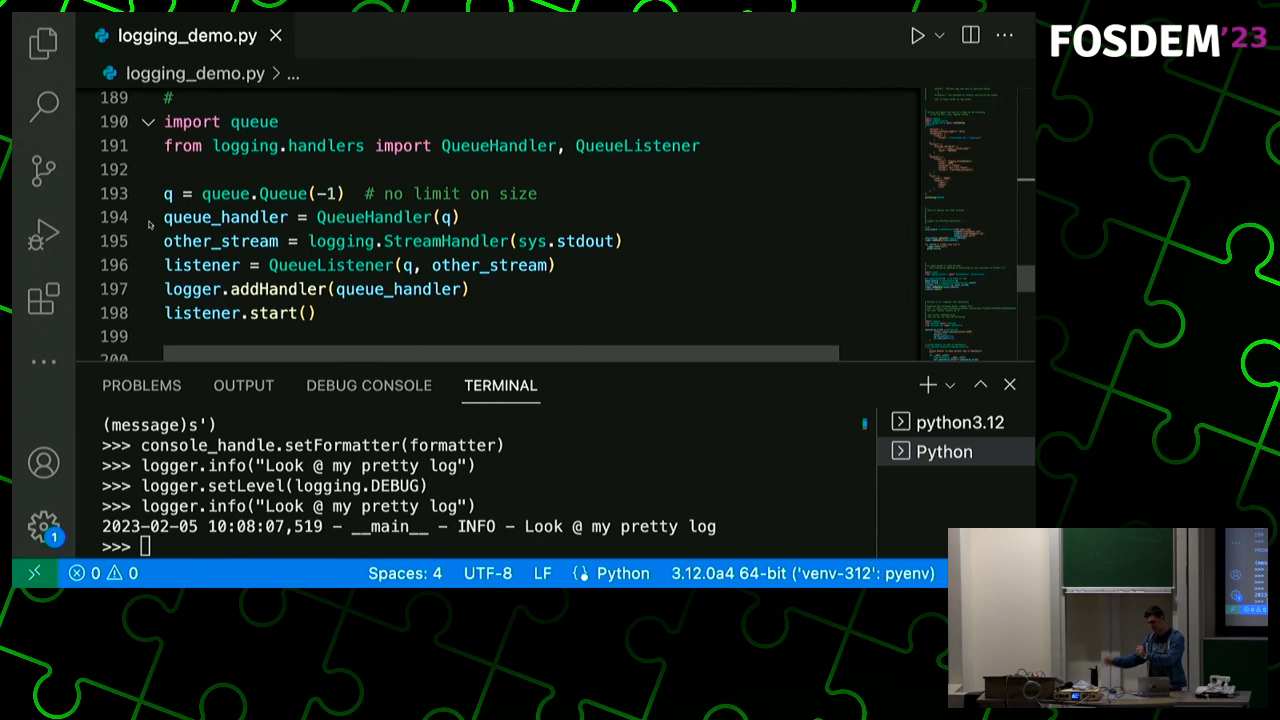 logging_demo.py
FOSDEM'23
logging_demo.py > ...
189 #
190 import queue
191 from logging.handlers import QueueHandler, QueueListener
192
193 q = queue.Queue(-1)  # no limit on size
194 queue_handler = QueueHandler(q)
195 other_stream = logging.StreamHandler(sys.stdout)
196 listener = QueueListener(q, other_stream)
197 logger.addHandler(queue_handler)
198 listener.start()
199
200
PROBLEMS OUTPUT DEBUG CONSOLE TERMINAL
(message)s')
>>> console_handle.setFormatter(formatter)
>>> logger.info("Look @ my pretty log")
>>> logger.setLevel(logging.DEBUG)
>>> logger.info("Look @ my pretty log")
2023-02-05 10:08:07,519 - __main__ - INFO - Look @ my pretty log
>>>
python3.12
Python
1
0 0 Spaces: 4 UTF-8 LF Python 3.12.0a4 64-bit ('venv-312': pyenv)